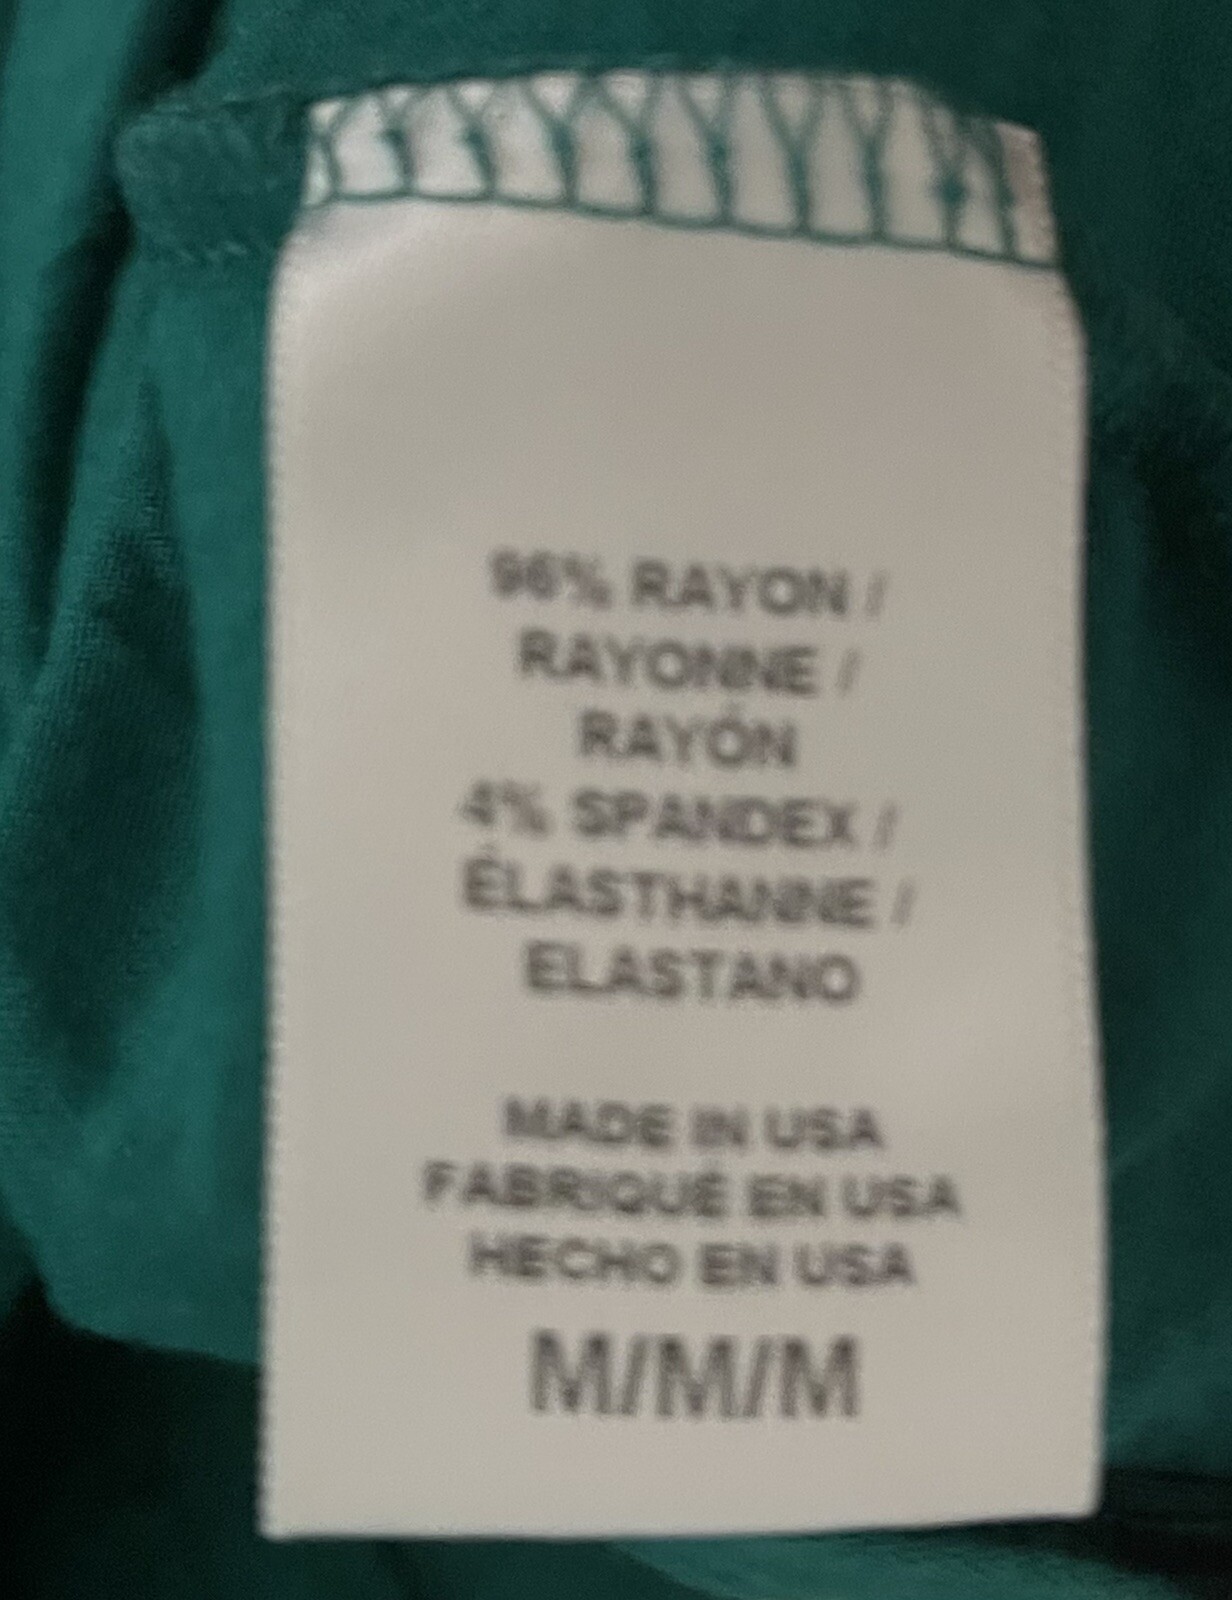 96% RAYON /
RAYONNE /
RAYÓN
4% SPANDEX /
ÉLASTHANNE /
ELASTANO
MADE IN USA
FABRIQUÉ EN USA
HECHO EN USA
M/M/M